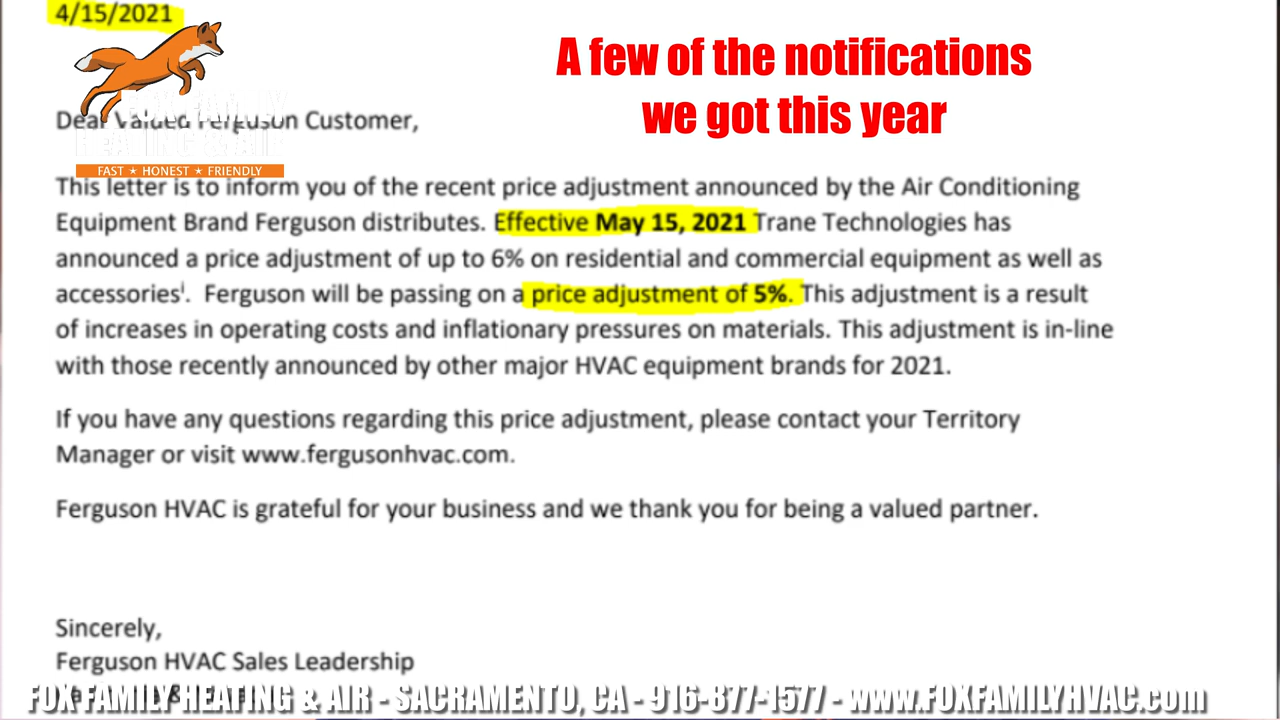 4/15/2021
A few of the notifications
we got this year
FOX FAMILY
HEATING & AIR
FAST ★ HONEST ★ FRIENDLY
Dear Valued Ferguson Customer,
This letter is to inform you of the recent price adjustment announced by the Air Conditioning
Equipment Brand Ferguson distributes. Effective May 15, 2021 Trane Technologies has
announced a price adjustment of up to 6% on residential and commercial equipment as well as
accessoriesⁱ. Ferguson will be passing on a price adjustment of 5%. This adjustment is a result
of increases in operating costs and inflationary pressures on materials. This adjustment is in-line
with those recently announced by other major HVAC equipment brands for 2021.
If you have any questions regarding this price adjustment, please contact your Territory
Manager or visit www.fergusonhvac.com.
Ferguson HVAC is grateful for your business and we thank you for being a valued partner.
Sincerely,
Ferguson HVAC Sales Leadership
FOX FAMILY HEATING & AIR - SACRAMENTO, CA - 916-877-1577 - www.FOXFAMILYHVAC.com